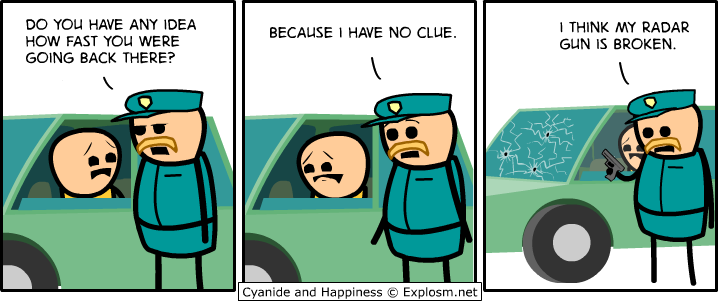 DO YOU HAVE ANY IDEA
HOW FAST YOU WERE
GOING BACK THERE?
BECAUSE I HAVE NO CLUE.
I THINK MY RADAR
GUN IS BROKEN.
Cyanide and Happiness © Explosm.net